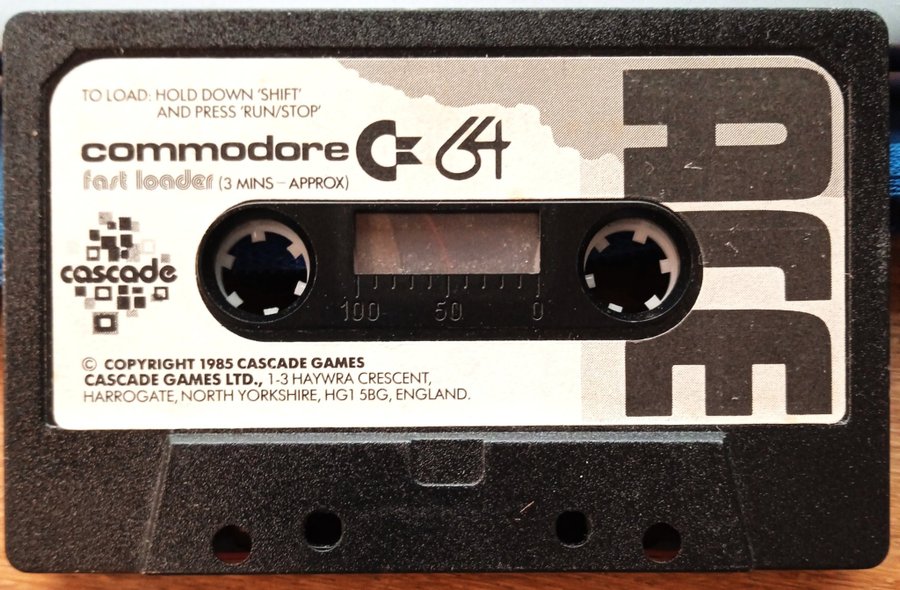 TO LOAD: HOLD DOWN 'SHIFT'
AND PRESS 'RUN/STOP'
commodore C 64
fast loader (3 MINS – APPROX)
cascade
100 50 0
© COPYRIGHT 1985 CASCADE GAMES
CASCADE GAMES LTD., 1-3 HAYWRA CRESCENT,
HARROGATE, NORTH YORKSHIRE, HG1 5BG, ENGLAND.
ACE